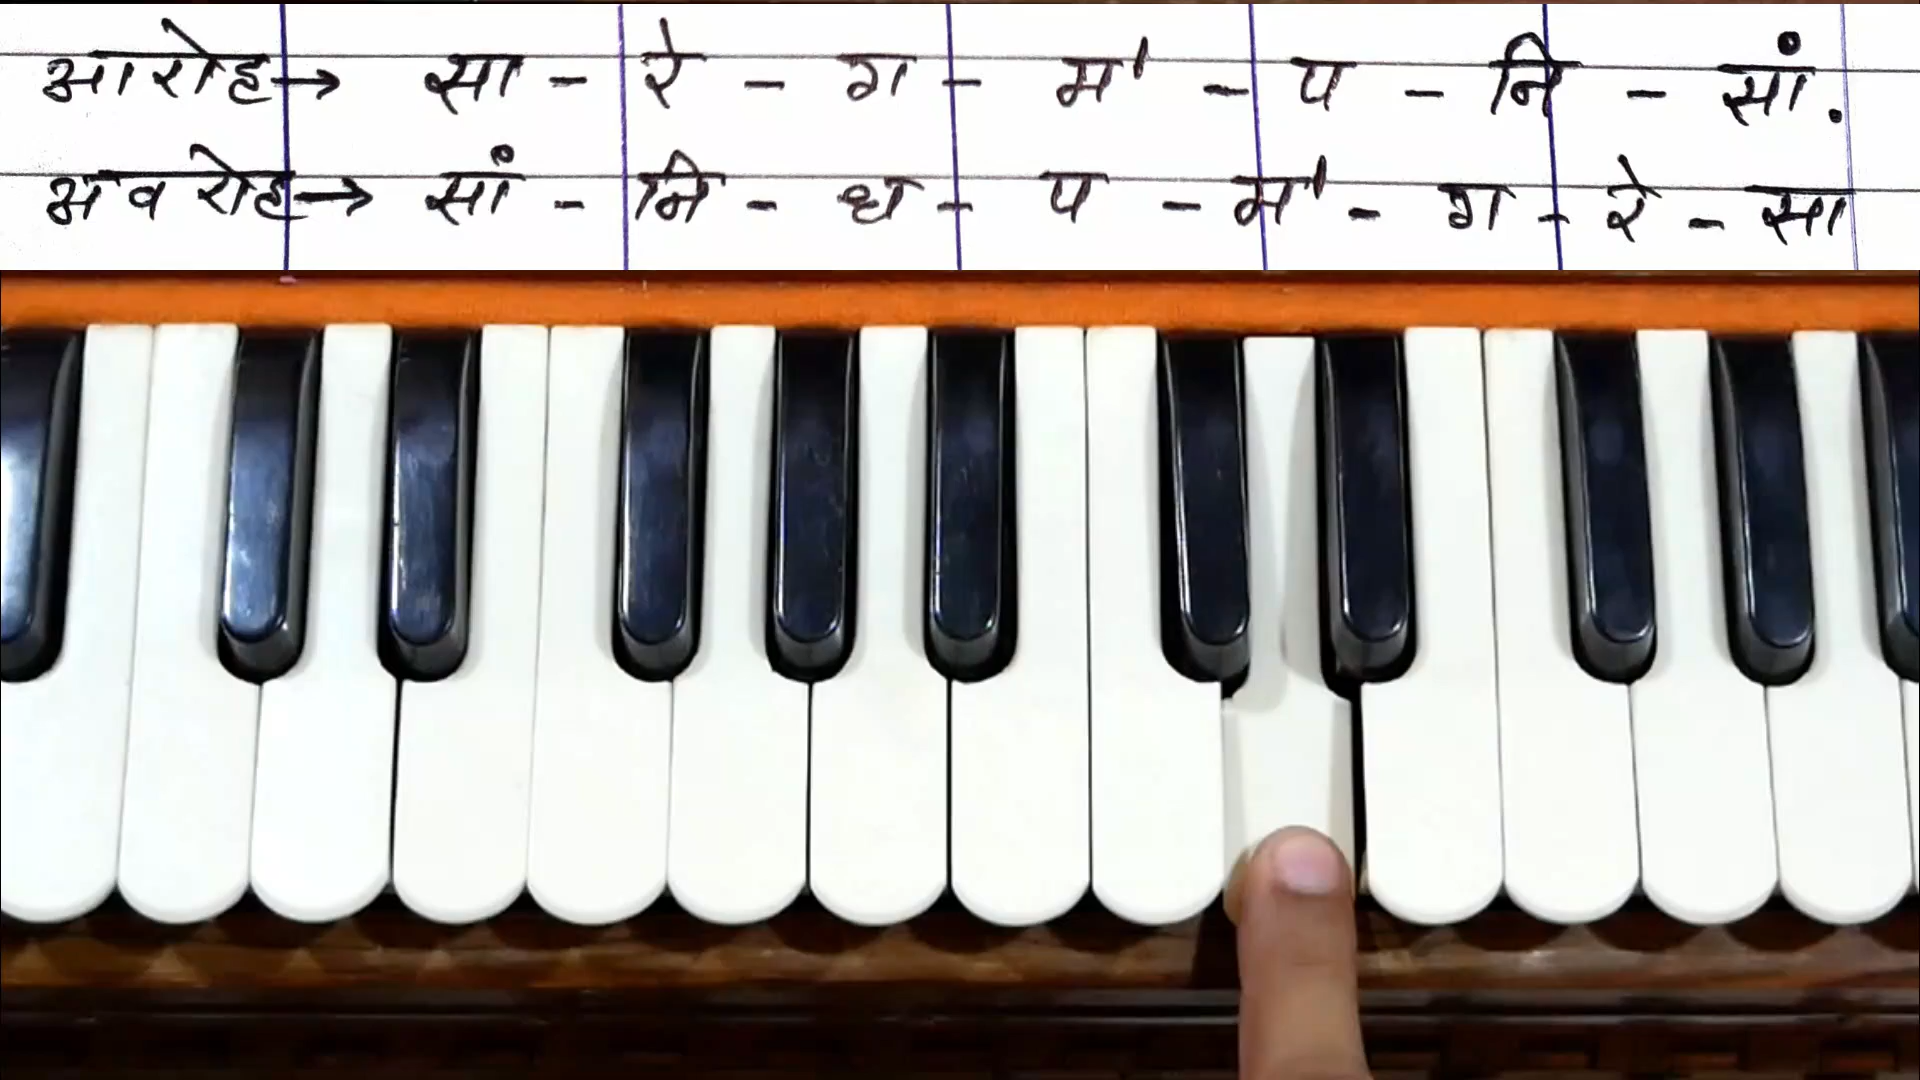 आरोह→ सा - रे - ग - म' - प - नि - सां.
अवरोह→ सां - नि - ध - प - म' - ग - रे - सा